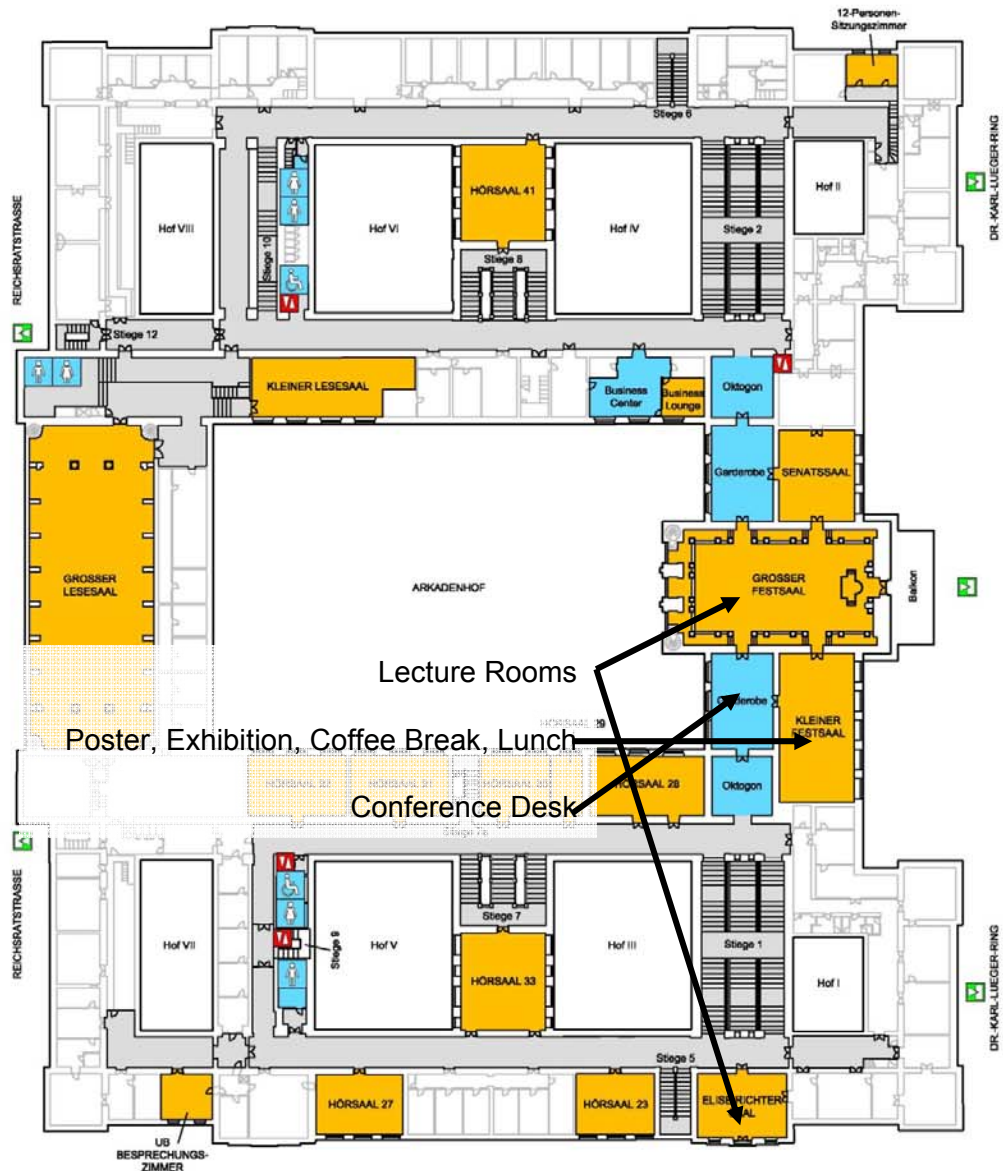 12-Personen-
Sitzungszimmer
Stiege 6
DR.-KARL-LUEGER-RING
REICHSRATSTRASSE
Hof VIII
Stiege 10
Hof VI
HÖRSAAL 41
Stiege 8
Hof IV
Stiege 2
Hof II
Stiege 12
KLEINER LESESAAL
Business
Center
Business
Lounge
Oktogon
Garderobe
SENATSSAAL
GROSSER
LESESAAL
ARKADENHOF
GROSSER
FESTSAAL
Balkon
Lecture Rooms
Garderobe
KLEINER
FESTSAAL
Poster, Exhibition, Coffee Break, Lunch
HÖRSAAL 28
Oktogon
Conference Desk
REICHSRATSTRASSE
Hof VII
Stiege 9
Hof V
Stiege 7
HÖRSAAL 33
Hof III
Stiege 1
Hof I
DR.-KARL-LUEGER-RING
Stiege 5
HÖRSAAL 27
HÖRSAAL 23
ELISE RICHTER
UB
BESPRECHUNGS-
ZIMMER